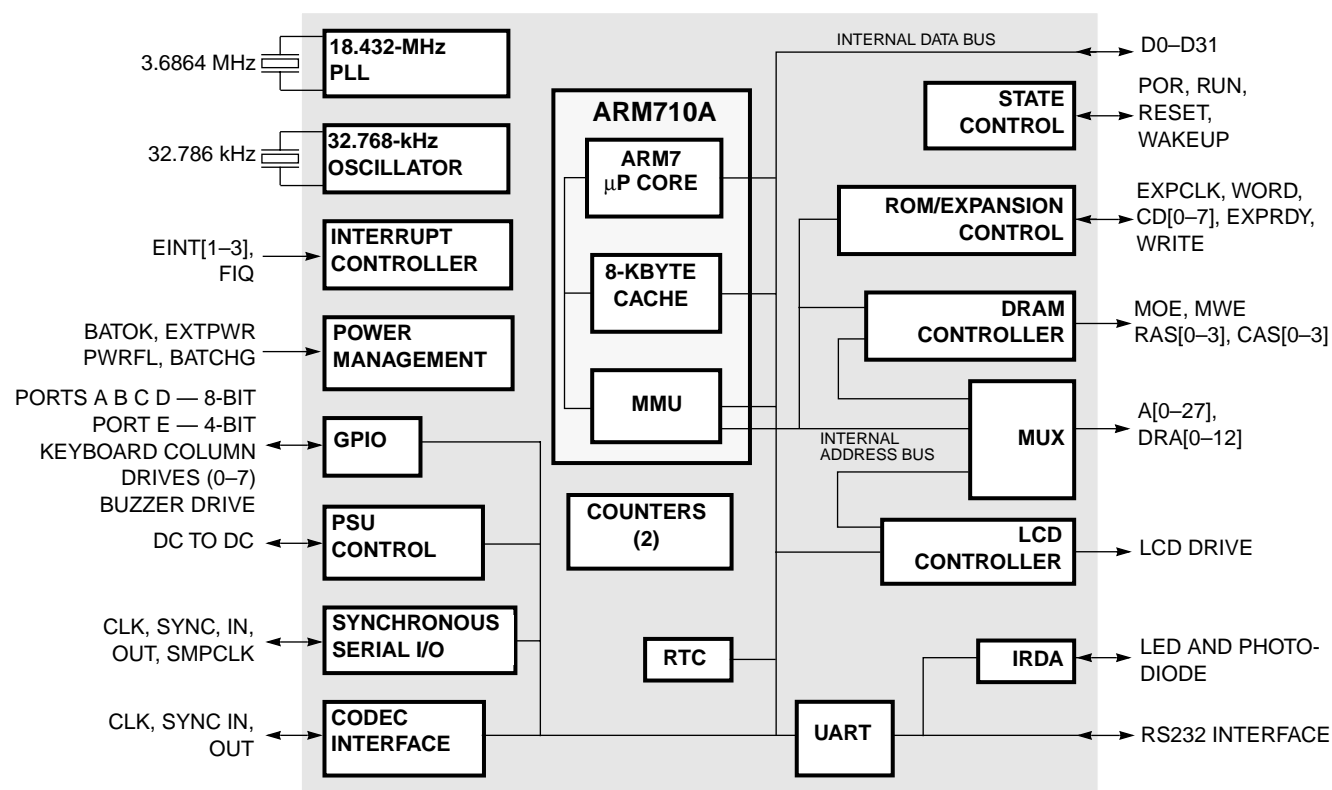 3.6864 MHz
18.432-MHz
PLL
32.786 kHz
32.768-kHz
OSCILLATOR
EINT[1–3],
FIQ
INTERRUPT
CONTROLLER
BATOK, EXTPWR
PWRFL, BATCHG
POWER
MANAGEMENT
PORTS A B C D — 8-BIT
PORT E — 4-BIT
KEYBOARD COLUMN
DRIVES (0–7)
BUZZER DRIVE
GPIO
DC TO DC
PSU
CONTROL
CLK, SYNC, IN,
OUT, SMPCLK
SYNCHRONOUS
SERIAL I/O
CLK, SYNC IN,
OUT
CODEC
INTERFACE
ARM710A
ARM7
µP CORE
8-KBYTE
CACHE
MMU
COUNTERS
(2)
RTC
UART
INTERNAL DATA BUS
D0–D31
STATE
CONTROL
POR, RUN,
RESET,
WAKEUP
ROM/EXPANSION
CONTROL
EXPCLK, WORD,
CD[0–7], EXPRDY,
WRITE
DRAM
CONTROLLER
MOE, MWE
RAS[0–3], CAS[0–3]
INTERNAL
ADDRESS BUS
MUX
A[0–27],
DRA[0–12]
LCD
CONTROLLER
LCD DRIVE
IRDA
LED AND PHOTO-
DIODE
RS232 INTERFACE